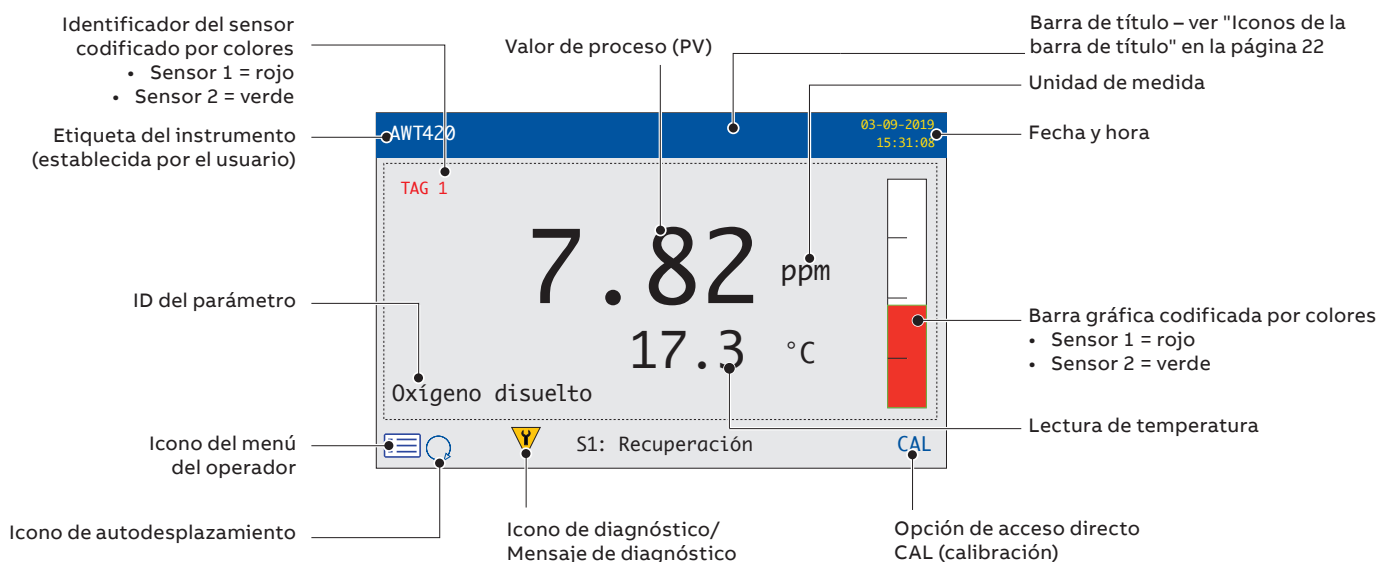 Identificador del sensor
codificado por colores
• Sensor 1 = rojo
• Sensor 2 = verde
Etiqueta del instrumento
(establecida por el usuario)
ID del parámetro
Icono del menú
del operador
Icono de autodesplazamiento
Valor de proceso (PV)
Barra de título – ver "Iconos de la
barra de título" en la página 22
Unidad de medida
Fecha y hora
AWT420
03-09-2019
15:31:08
TAG 1
7.82 ppm
17.3 °C
Oxígeno disuelto
S1: Recuperación
CAL
Barra gráfica codificada por colores
• Sensor 1 = rojo
• Sensor 2 = verde
Lectura de temperatura
Icono de diagnóstico/
Mensaje de diagnóstico
Opción de acceso directo
CAL (calibración)